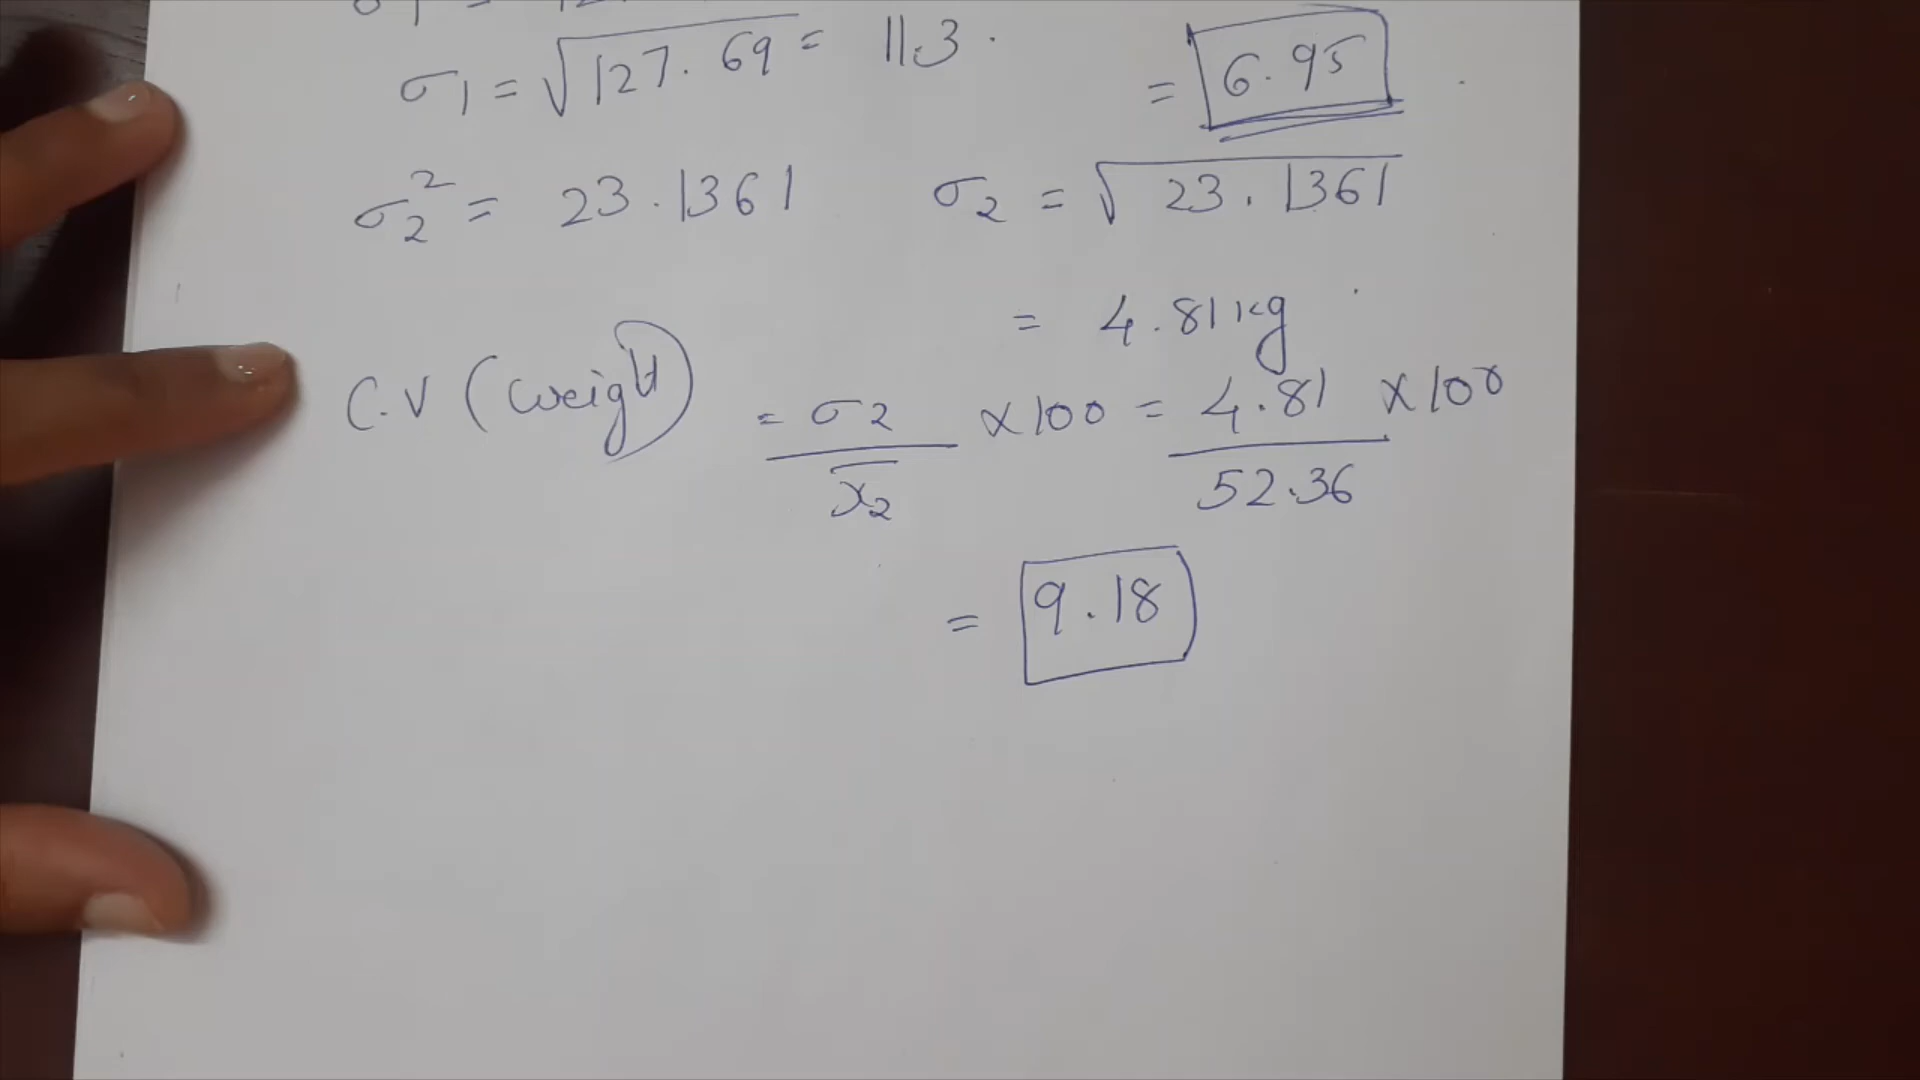 σ1 = √127.69 = 11.3.
= 6.95
σ2² = 23.1361 σ2 = √23.1361
= 4.81 kg
C.V (Weight) = σ2/x̄2 ×100 = 4.81/52.36 ×100
= 9.18